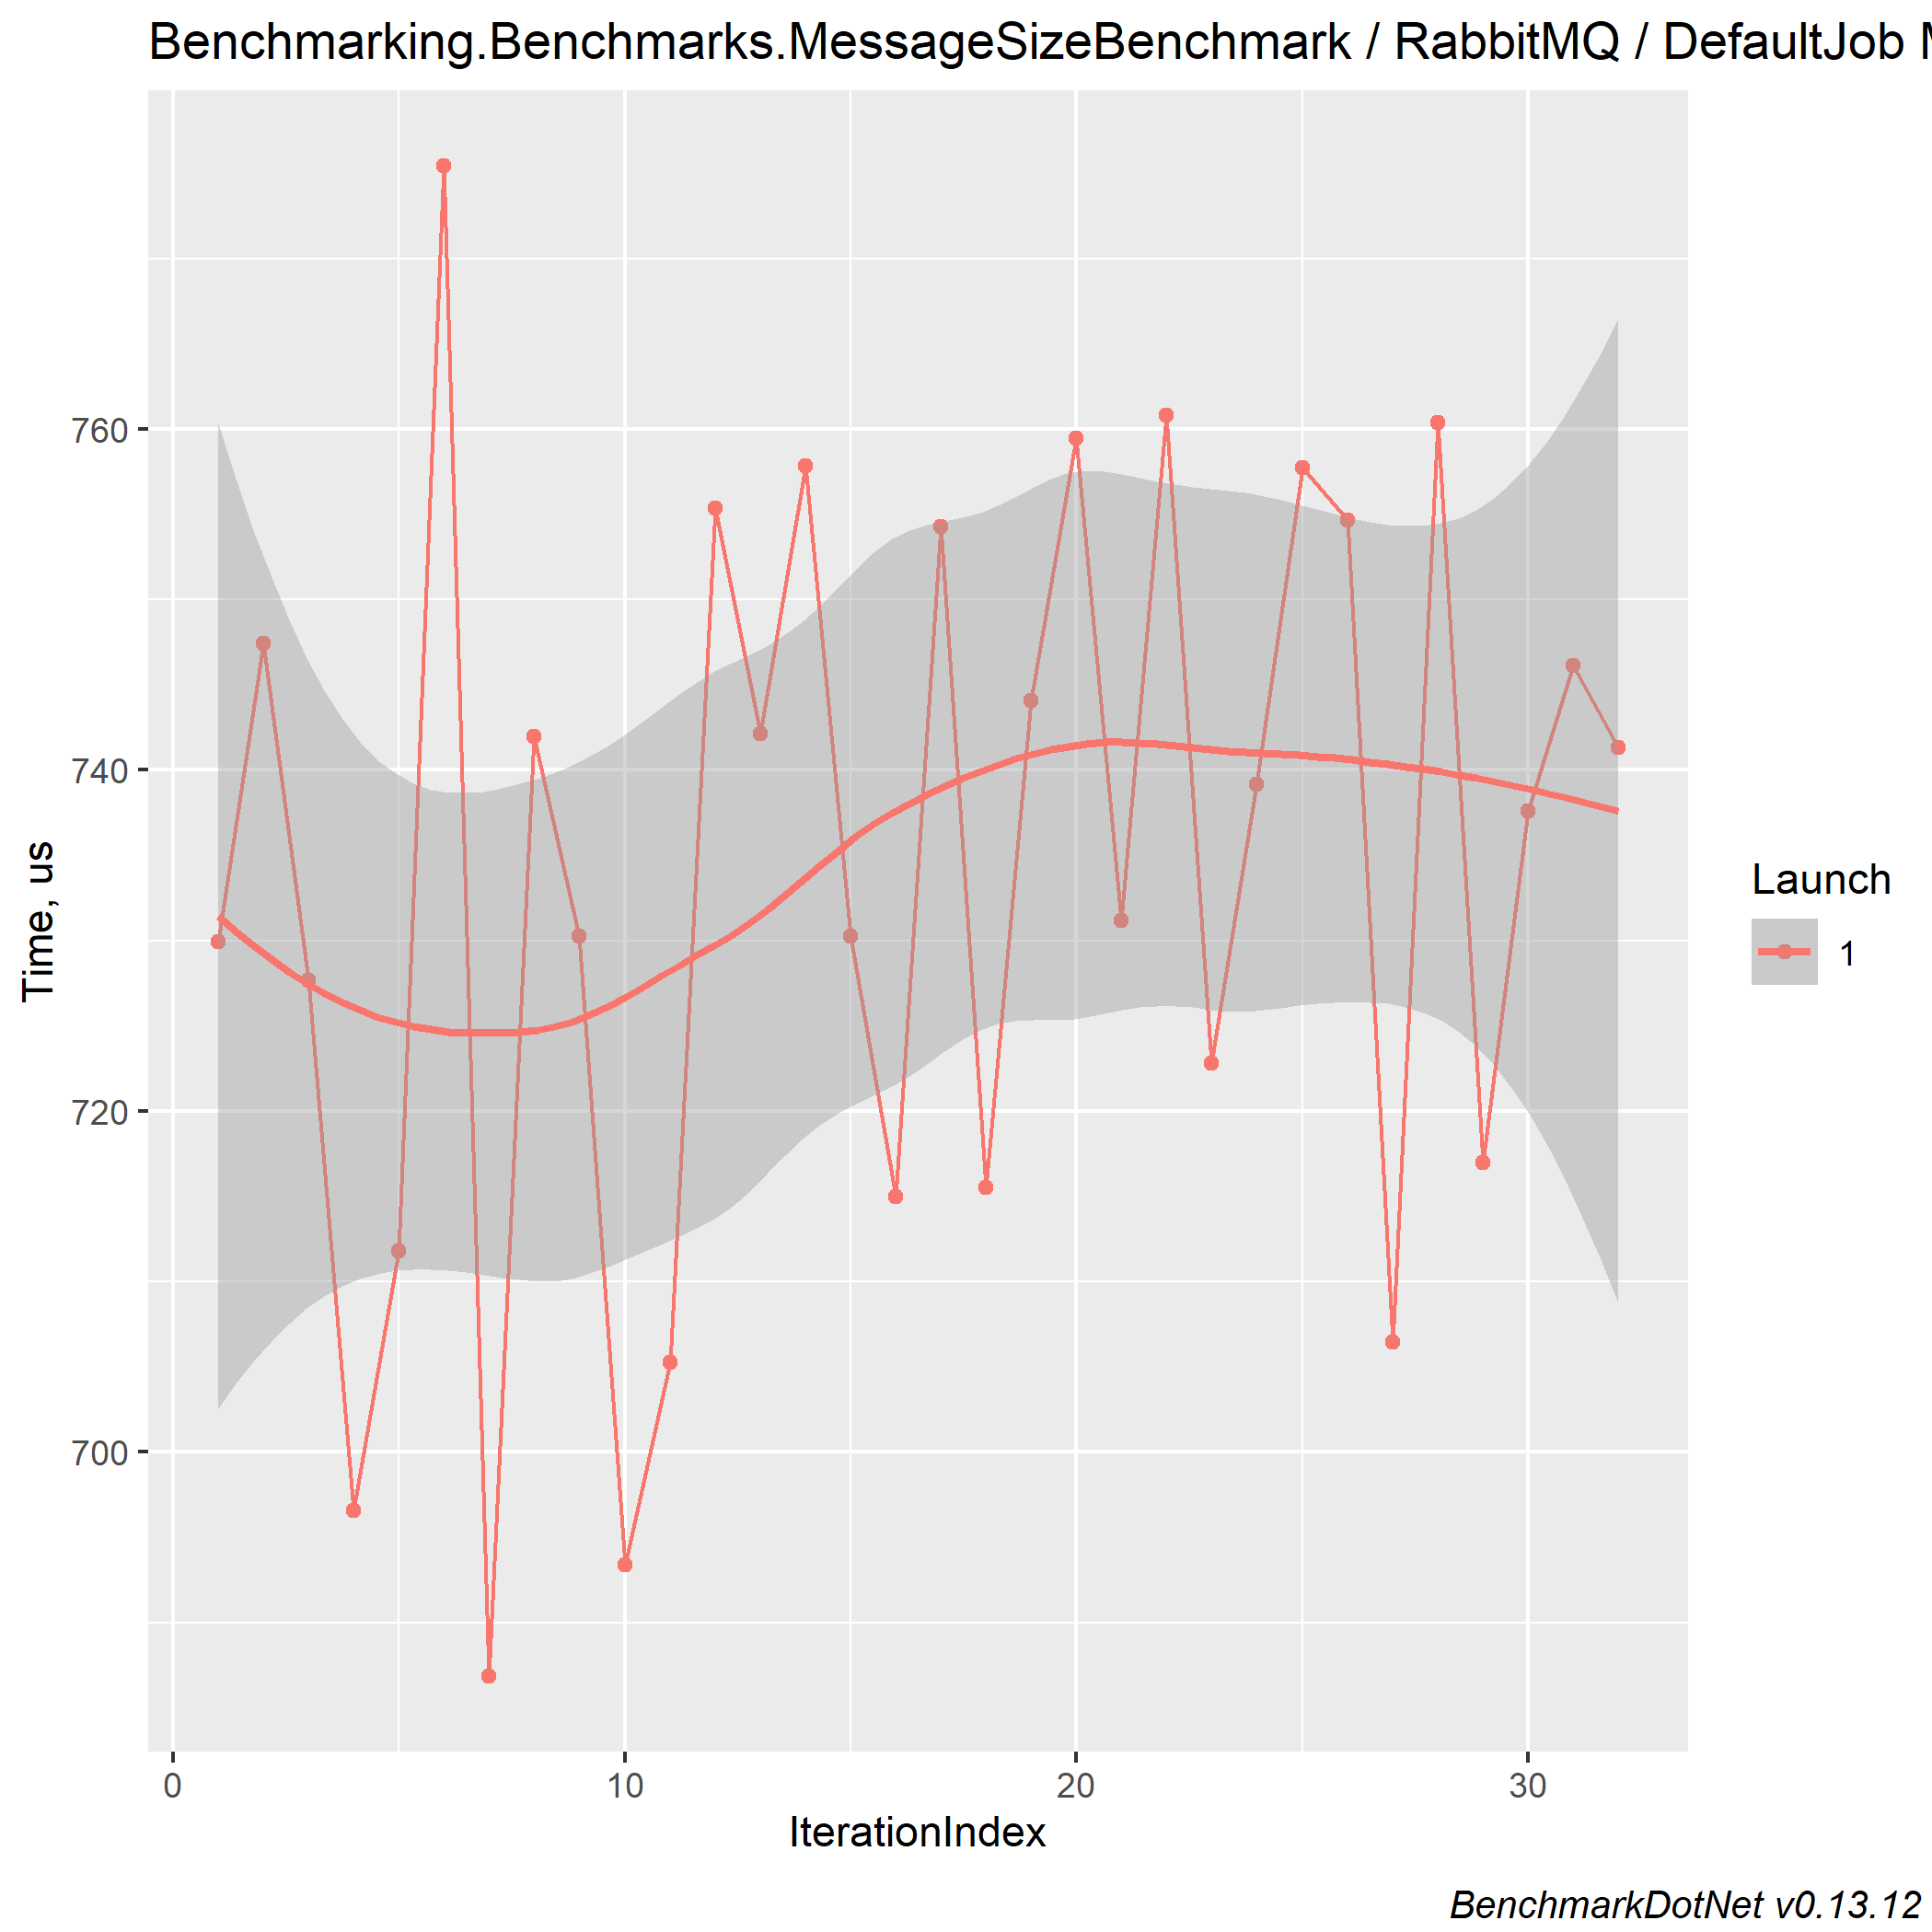 Benchmarking.Benchmarks.MessageSizeBenchmark / RabbitMQ / DefaultJob
760
740
720
700
Time, us
0 10 20 30
IterationIndex
Launch
1
BenchmarkDotNet v0.13.12